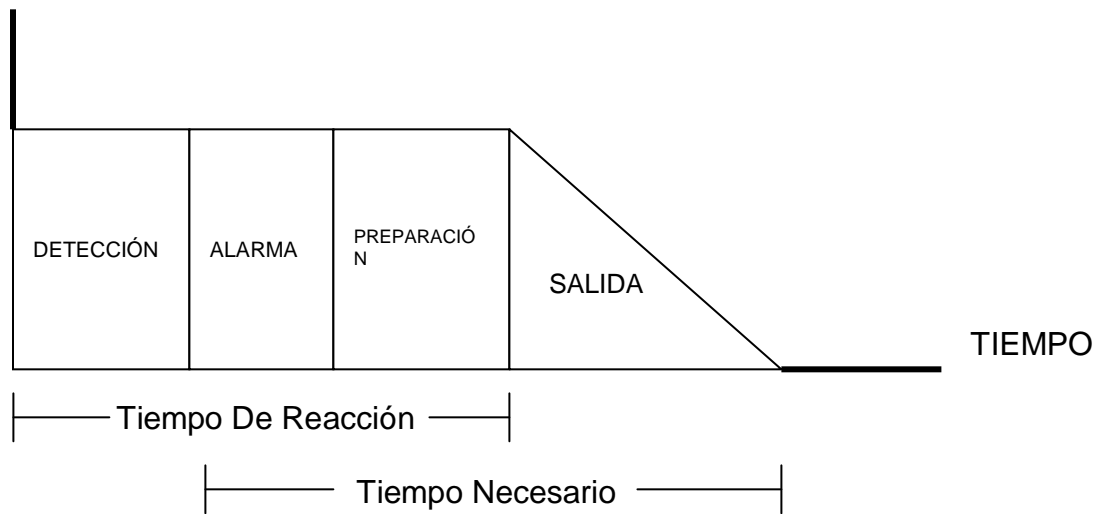 DETECCIÓN
ALARMA
PREPARACIÓ
N
SALIDA
TIEMPO
Tiempo De Reacción
Tiempo Necesario